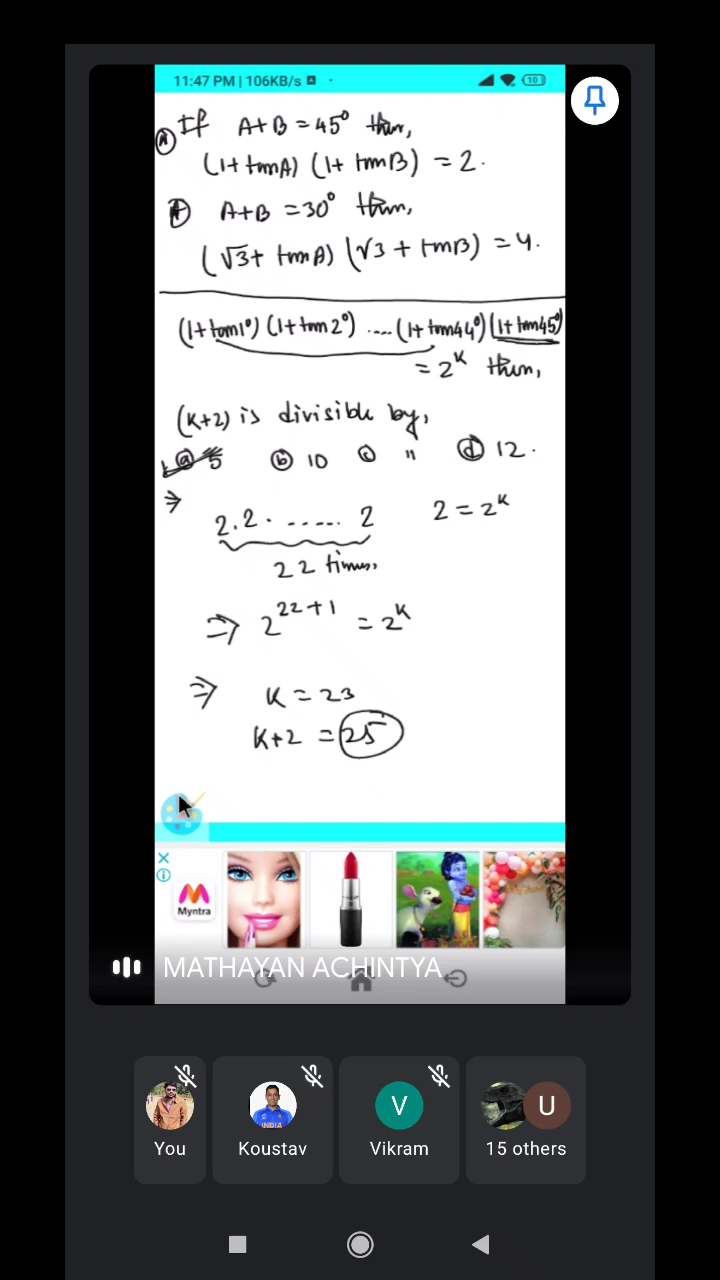 11:47 PM | 106KB/s
10
If A+B = 45° then,
(1+tanA) (1+tanB) = 2.
A+B = 30° then,
(√3+ tanA) (√3 + tanB) = 4.
(1+tan1°) (1+tan2°) ..... (1+tan44°) (1+tan45°)
= 2^K then,
(K+2) is divisible by,
(a) 5 (b) 10 (c) 11 (d) 12.
⇒ 2.2. ...... 2 2 = 2^K
22 times,
⇒ 2^22+1 = 2^K
⇒ K = 23
K+2 = 25
Myntra
MATHAYAN ACHINTYA
INDIA
V
U
You Koustav Vikram 15 others